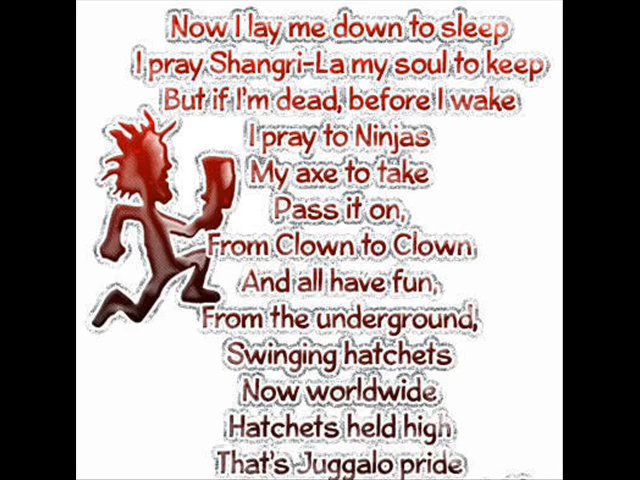 Now I lay me down to sleep
I pray Shangri-La my soul to keep
But if I'm dead, before I wake
I pray to Ninjas
My axe to take
Pass it on,
From Clown to Clown
And all have fun,
From the underground,
Swinging hatchets
Now worldwide
Hatchets held high
That's Juggalo pride